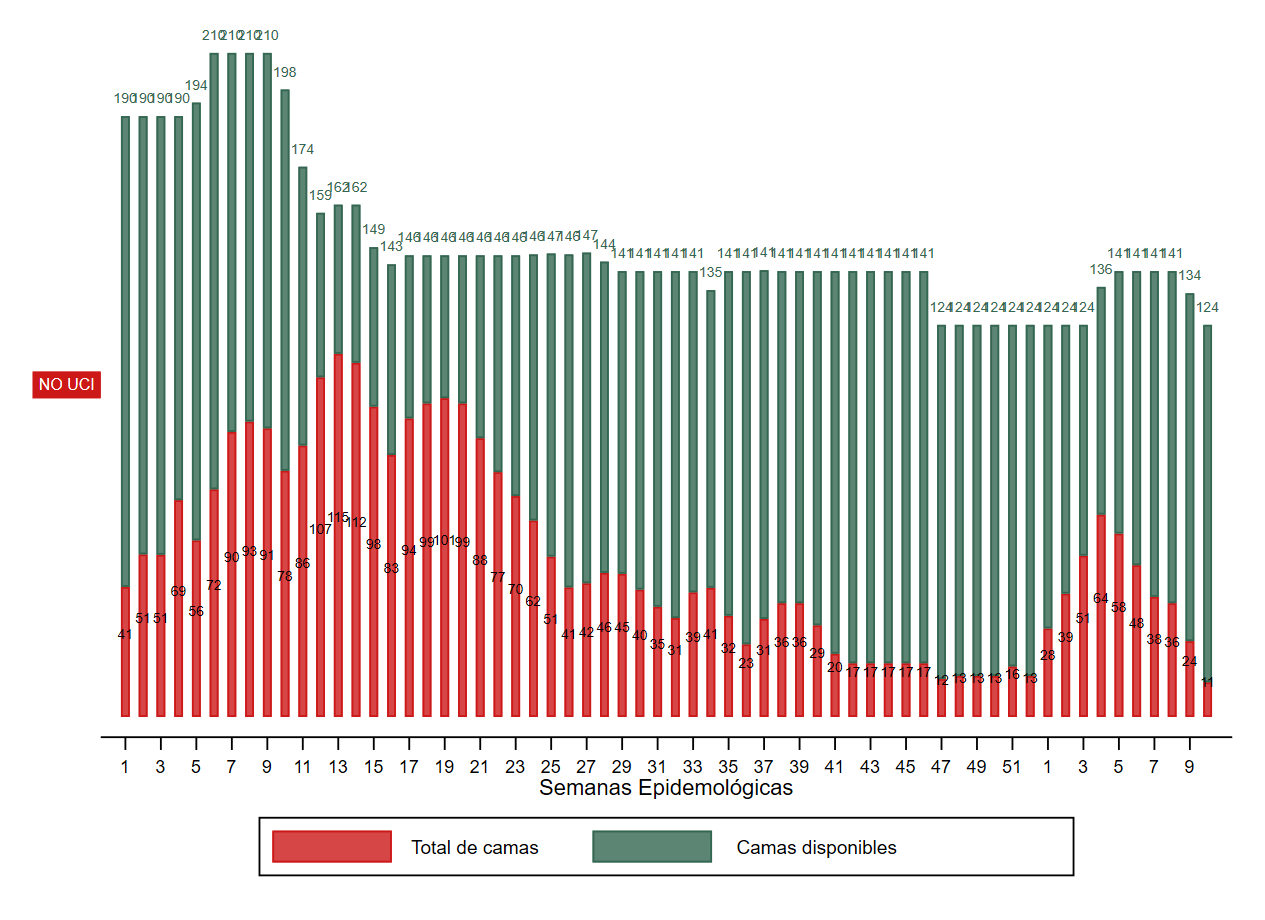 210 210 210 210
198
194
190 190 190 190
174
162 162
159
149
143
146 146 146 146 146 146 146 146 147 146 147
144
141 141 141 141 141
135
141 141 141 141 141 141 141 141 141 141 141 141
124 124 124 124 124 124 124 124 124
136
141 141 141 141
134
124
NO UCI
41 51 51 69 56 72 90 93 91 78 86 107 115 112 98 83 94 99 101 99 88 77 70 62 51 41 42 46 45 40 35 31 39 41 32 23 31 36 36 29 20 17 17 17 17 17 12 13 13 13 16 13 28 39 51 64 58 48 38 36 24 11
1 3 5 7 9 11 13 15 17 19 21 23 25 27 29 31 33 35 37 39 41 43 45 47 49 51 1 3 5 7 9
Semanas Epidemológicas
Total de camas Camas disponibles